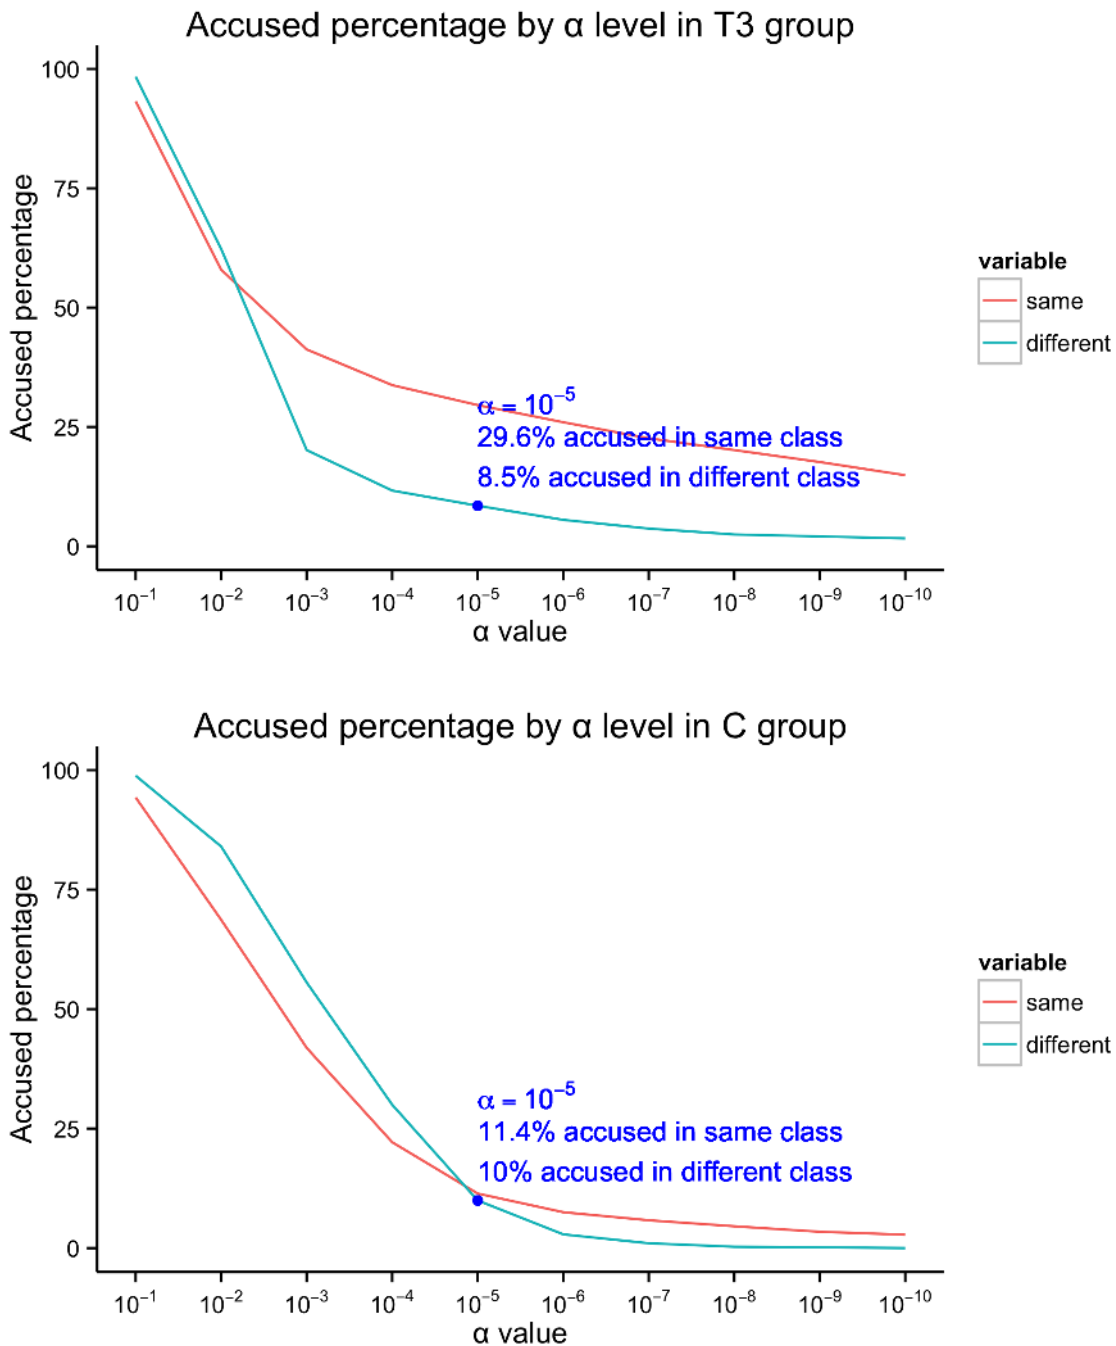 Accused percentage by α level in T3 group
Accused percentage
100
75
50
25
0
α = 10⁻⁵
29.6% accused in same class
8.5% accused in different class
variable
same
different
10⁻¹ 10⁻² 10⁻³ 10⁻⁴ 10⁻⁵ 10⁻⁶ 10⁻⁷ 10⁻⁸ 10⁻⁹ 10⁻¹⁰
α value
Accused percentage by α level in C group
Accused percentage
100
75
50
25
0
α = 10⁻⁵
11.4% accused in same class
10% accused in different class
variable
same
different
10⁻¹ 10⁻² 10⁻³ 10⁻⁴ 10⁻⁵ 10⁻⁶ 10⁻⁷ 10⁻⁸ 10⁻⁹ 10⁻¹⁰
α value